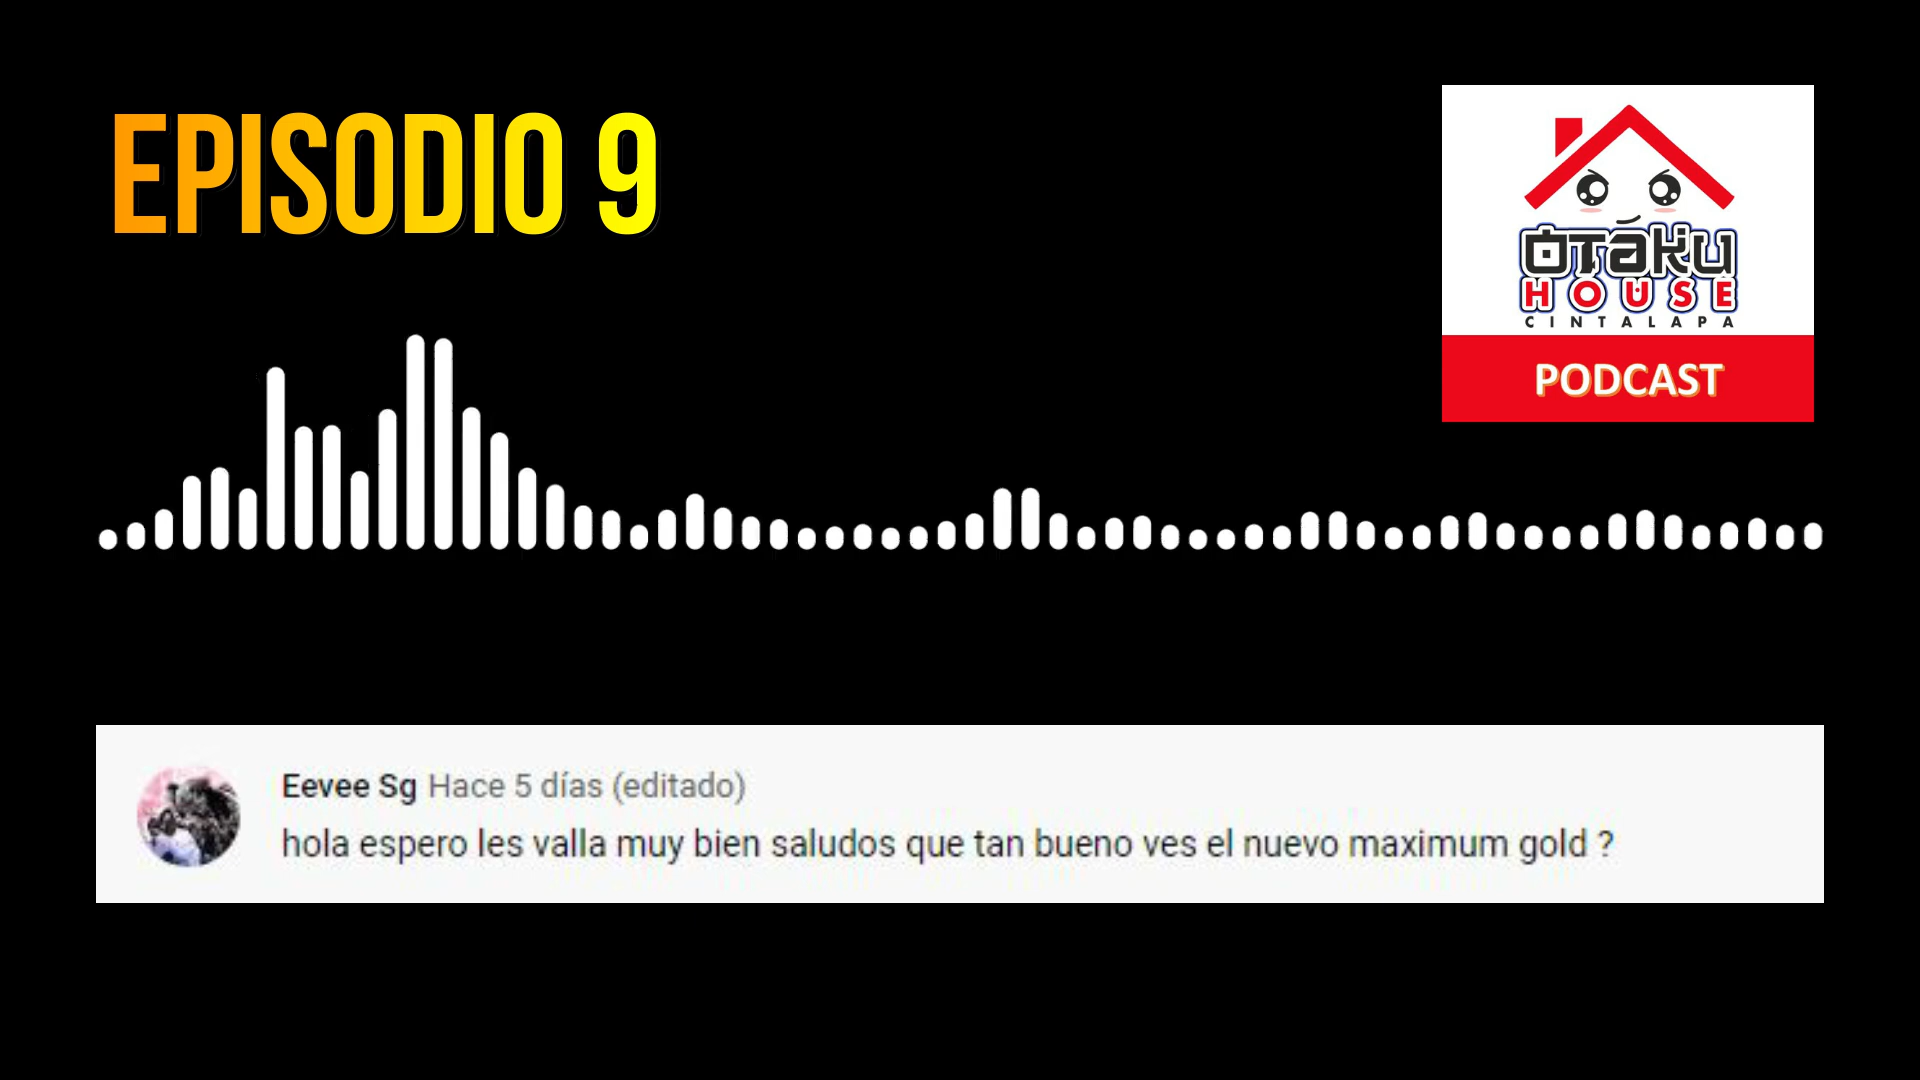 EPISODIO 9
OTAKU
HOUSE
CINTALAPA
PODCAST
Eevee Sg Hace 5 días (editado)
hola espero les valla muy bien saludos que tan bueno ves el nuevo maximum gold ?